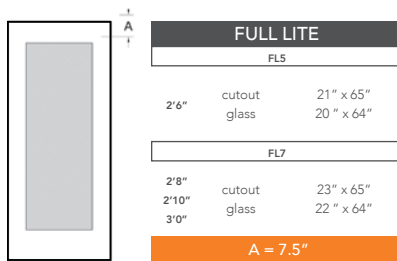 A
FULL LITE
FL5
2'6"
cutout 21" x 65"
glass 20 " x 64"
FL7
2'8"
2'10"
3'0"
cutout 23" x 65"
glass 22 " x 64"
A = 7.5"